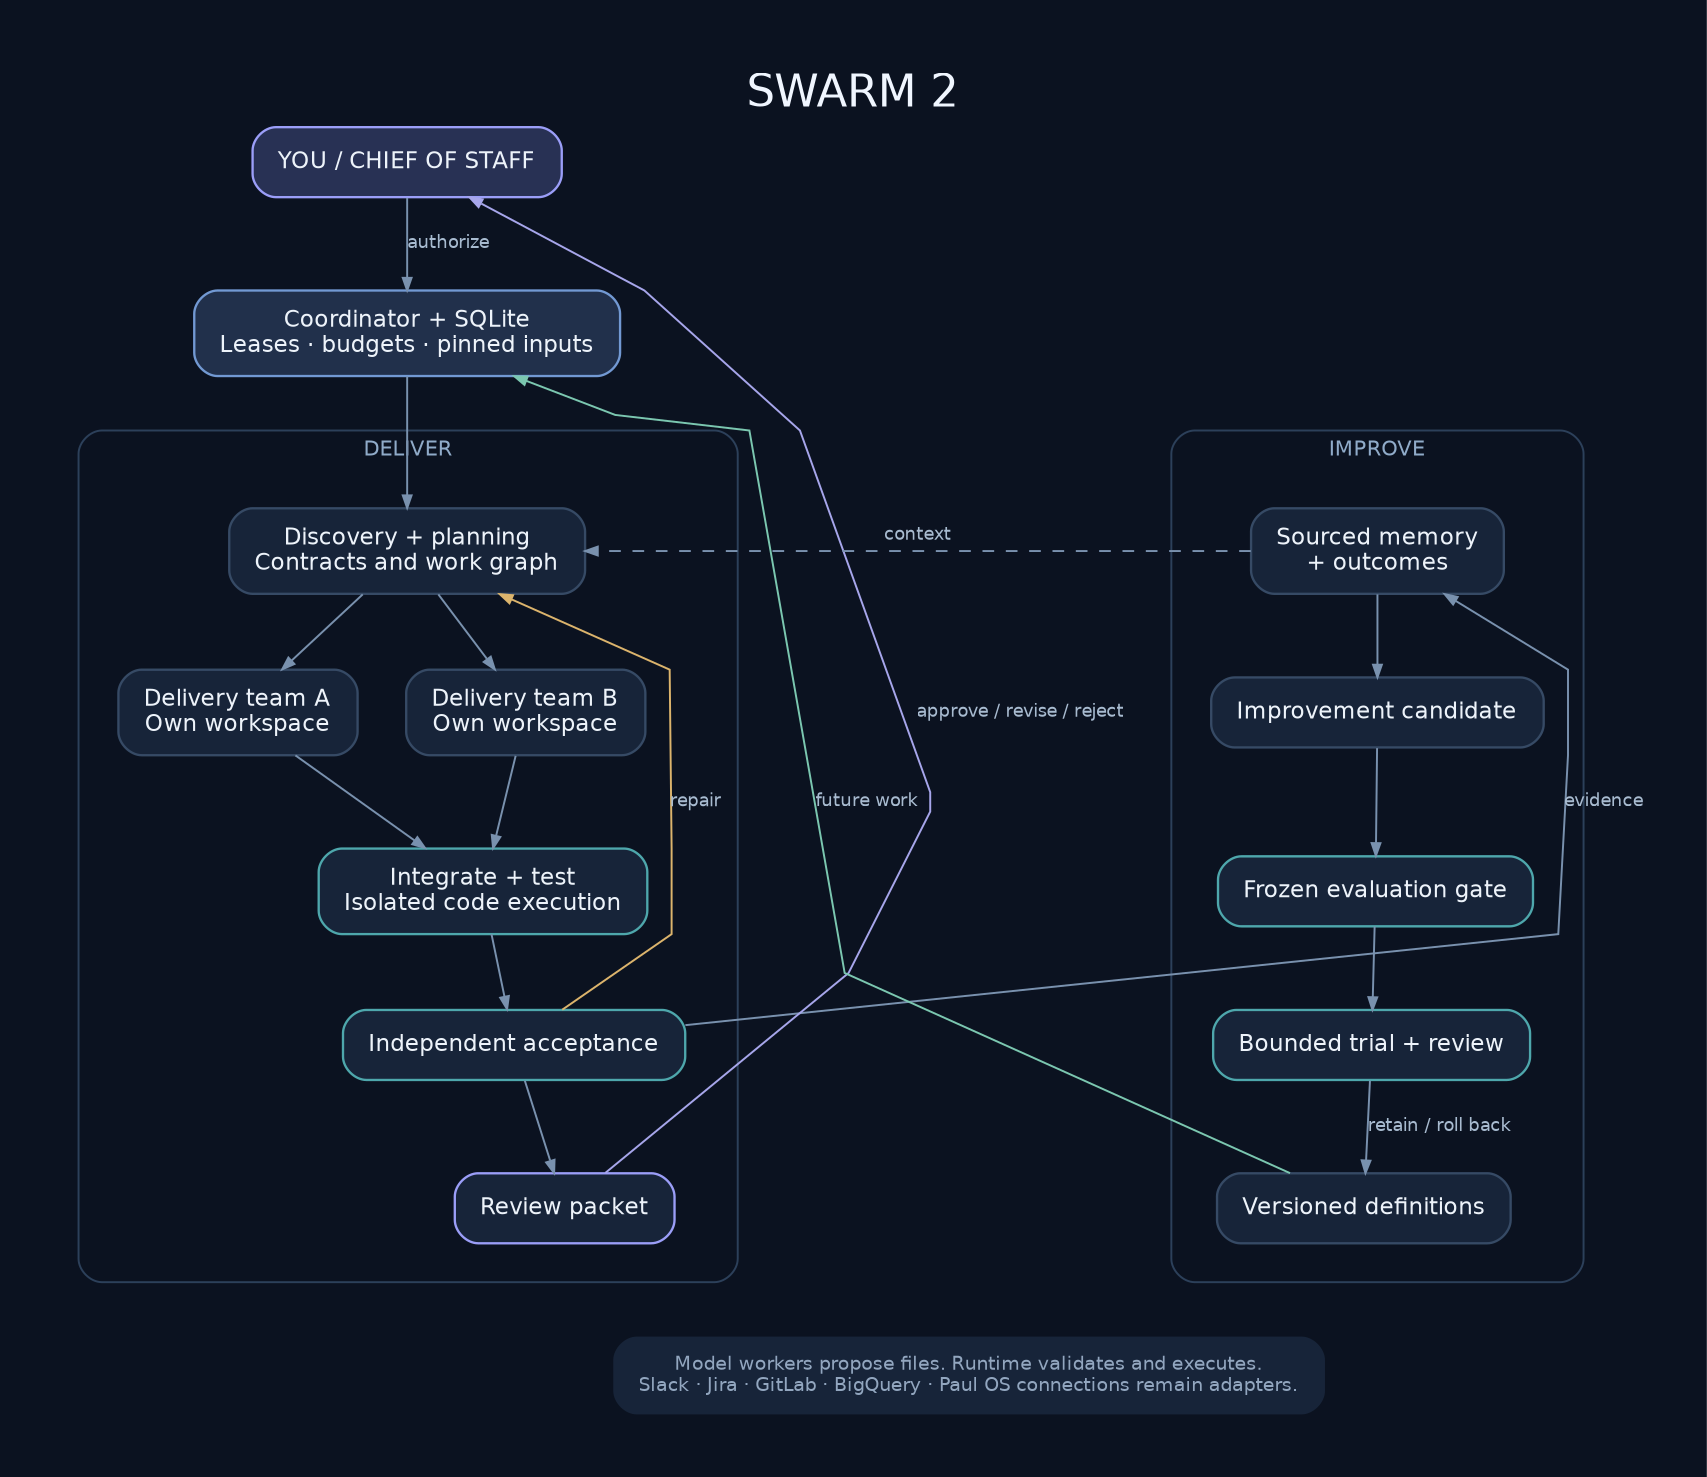 SWARM 2
YOU / CHIEF OF STAFF
authorize
Coordinator + SQLite
Leases · budgets · pinned inputs
DELIVER
IMPROVE
Discovery + planning
Contracts and work graph
context
Sourced memory
+ outcomes
Delivery team A
Own workspace
Delivery team B
Own workspace
approve / revise / reject
Improvement candidate
repair
future work
evidence
Integrate + test
Isolated code execution
Frozen evaluation gate
Independent acceptance
Bounded trial + review
retain / roll back
Review packet
Versioned definitions
Model workers propose files. Runtime validates and executes.
Slack · Jira · GitLab · BigQuery · Paul OS connections remain adapters.